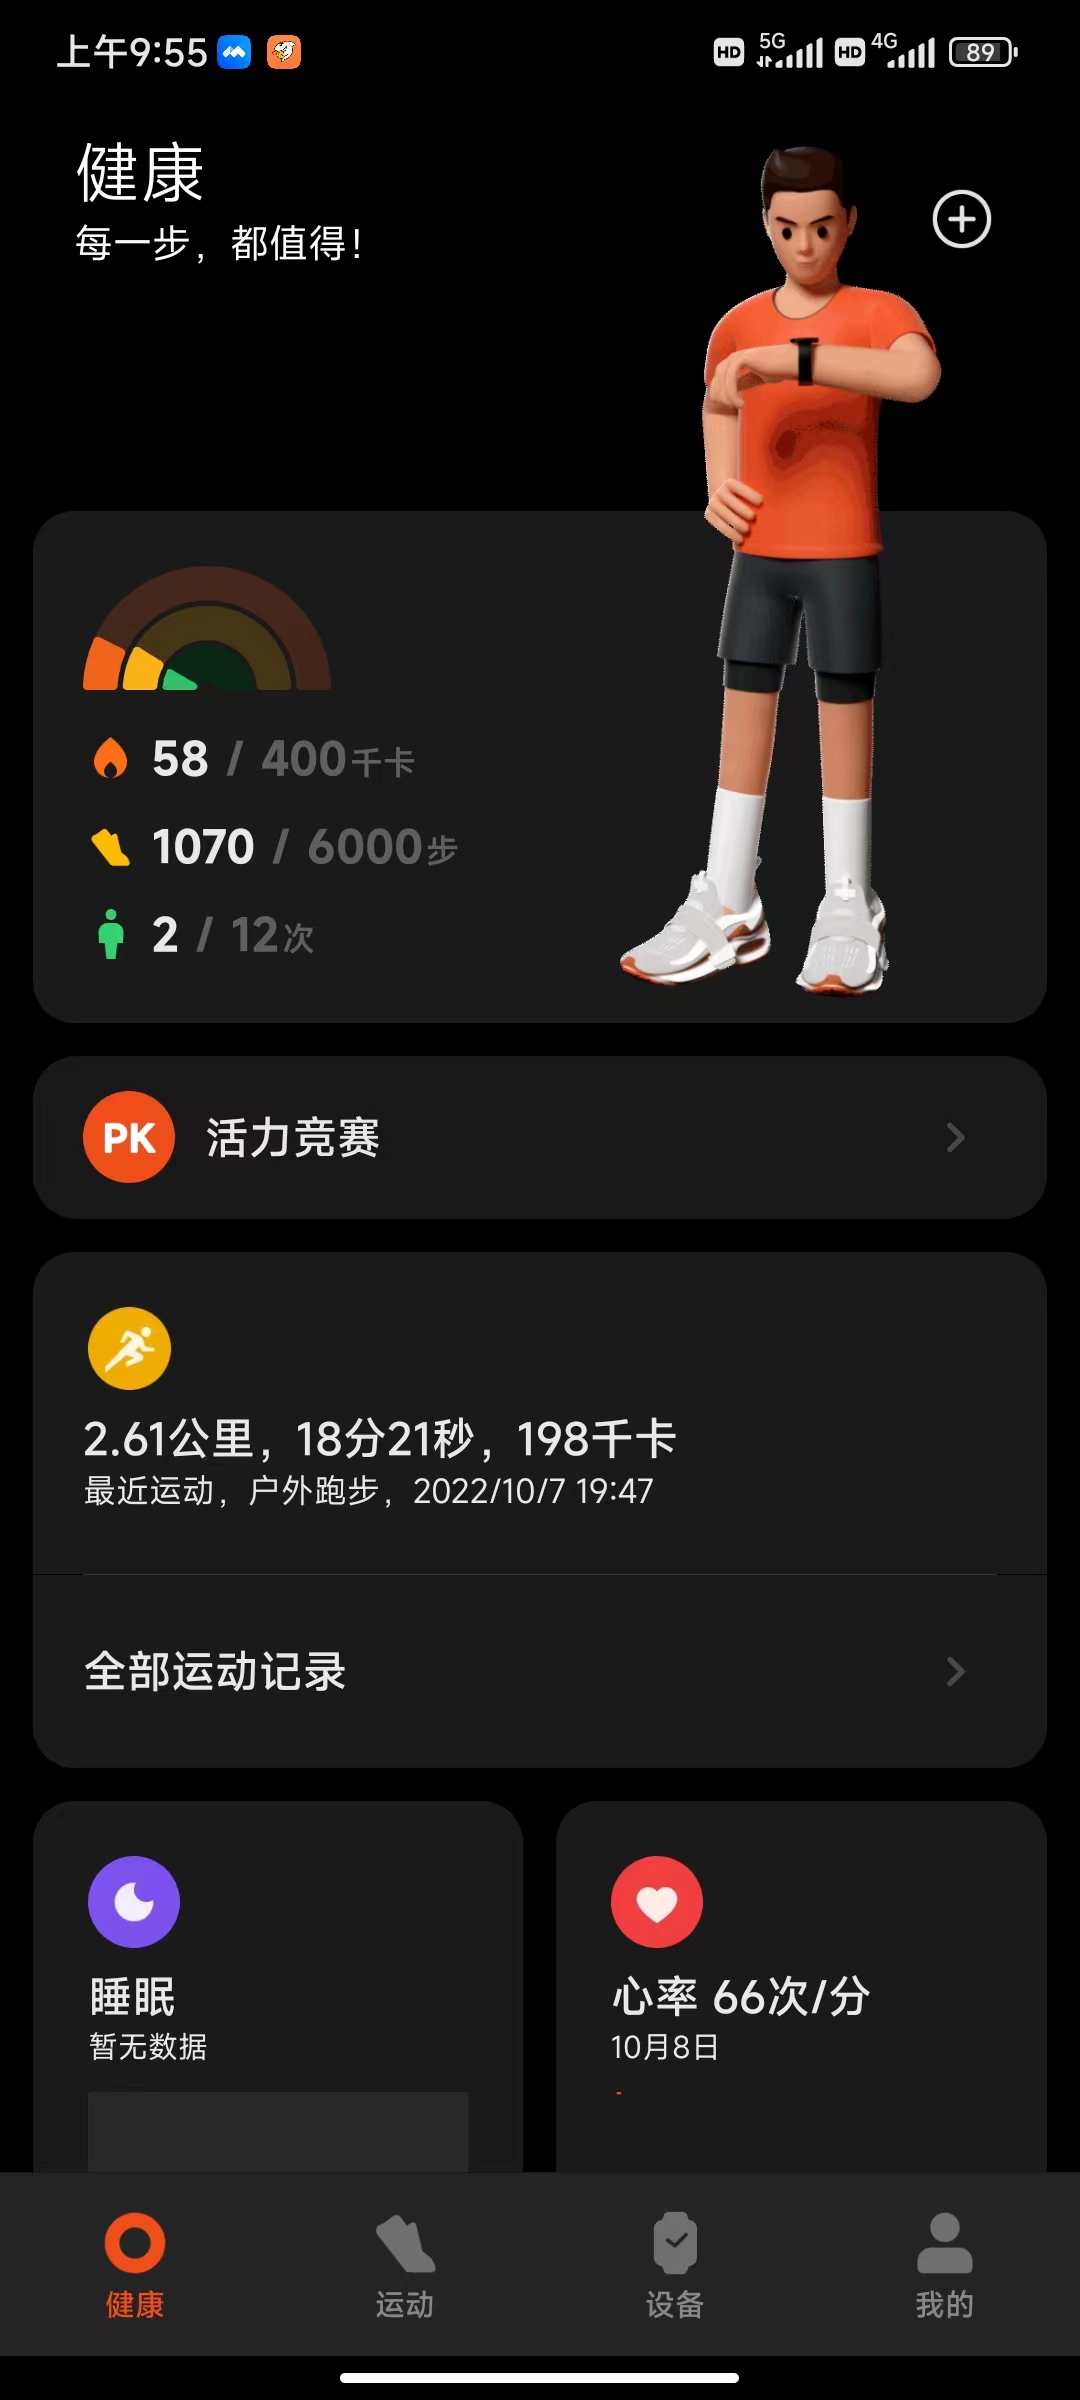 上午9:55
HD 5G HD 4G 89
健康
每一步，都值得！
58 / 400千卡
1070 / 6000步
2 / 12次
PK 活力竞赛
2.61公里，18分21秒，198千卡
最近运动，户外跑步，2022/10/7 19:47
全部运动记录
睡眠
暂无数据
心率 66次/分
10月8日
健康 运动 设备 我的